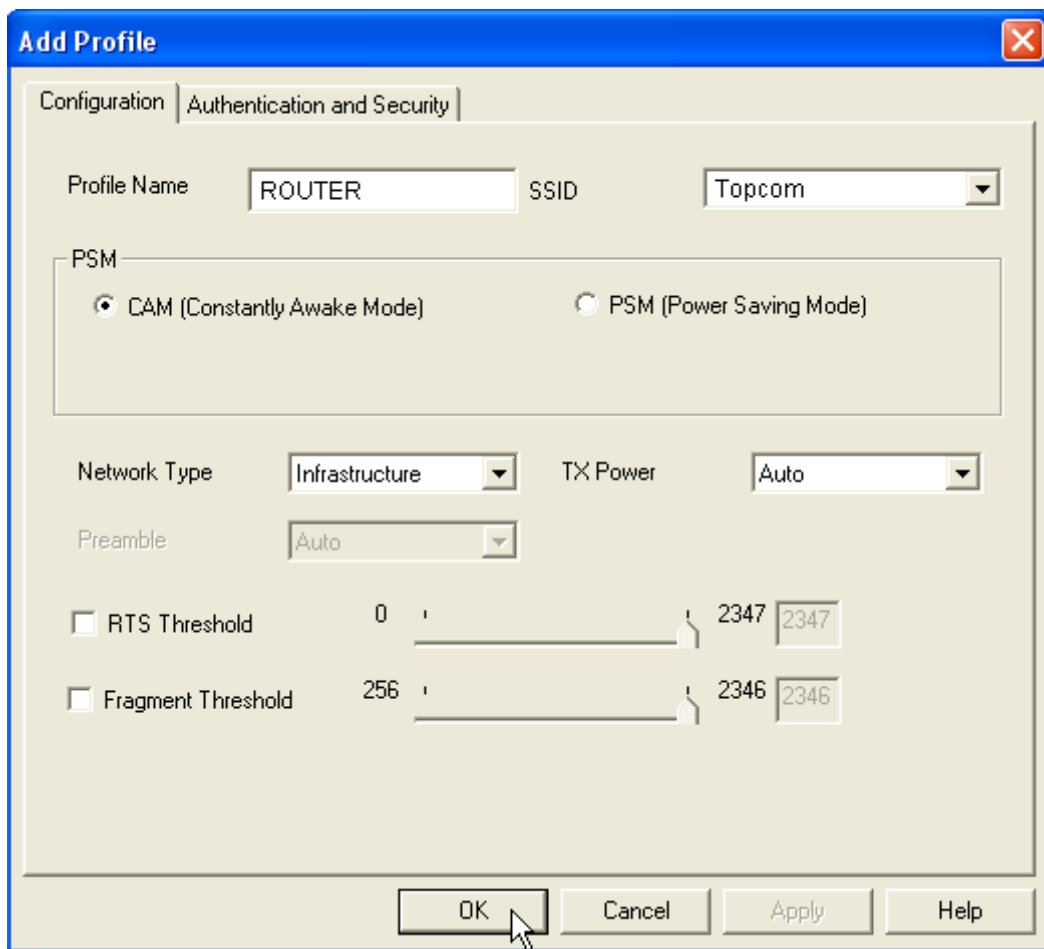 Add Profile
Configuration Authentication and Security
Profile Name ROUTER SSID Topcom
PSM
CAM (Constantly Awake Mode) PSM (Power Saving Mode)
Network Type Infrastructure TX Power Auto
Preamble Auto
RTS Threshold 0 2347 2347
Fragment Threshold 256 2346 2346
OK Cancel Apply Help